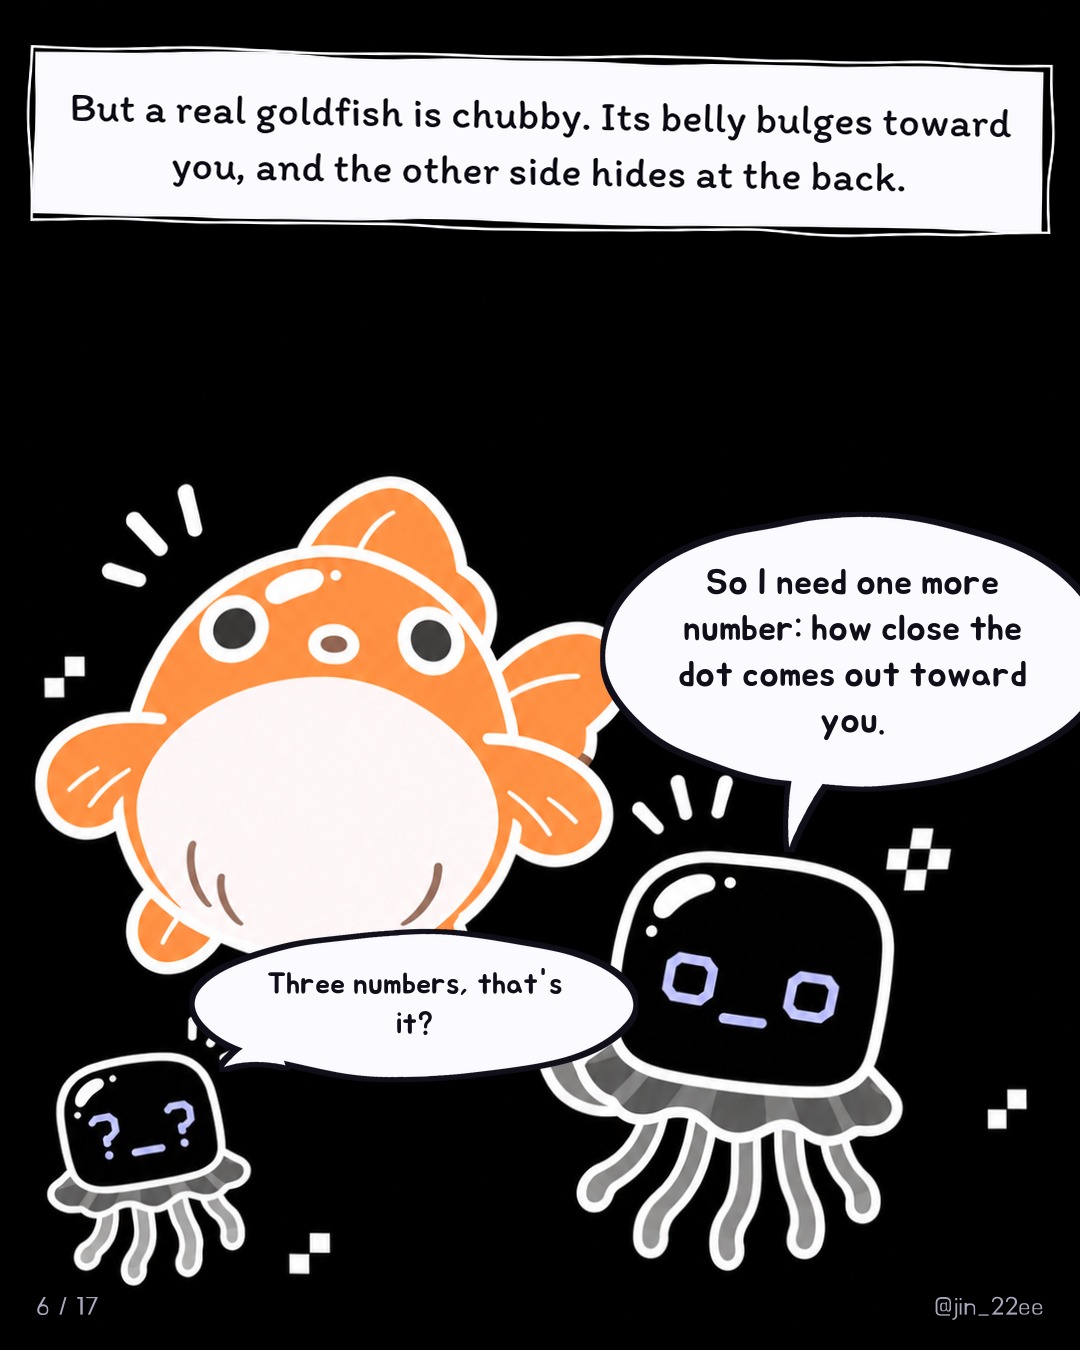 But a real goldfish is chubby. Its belly bulges toward
you, and the other side hides at the back.
So I need one more
number: how close the
dot comes out toward
you.
Three numbers, that's
it?
6 / 17
@jin_22ee